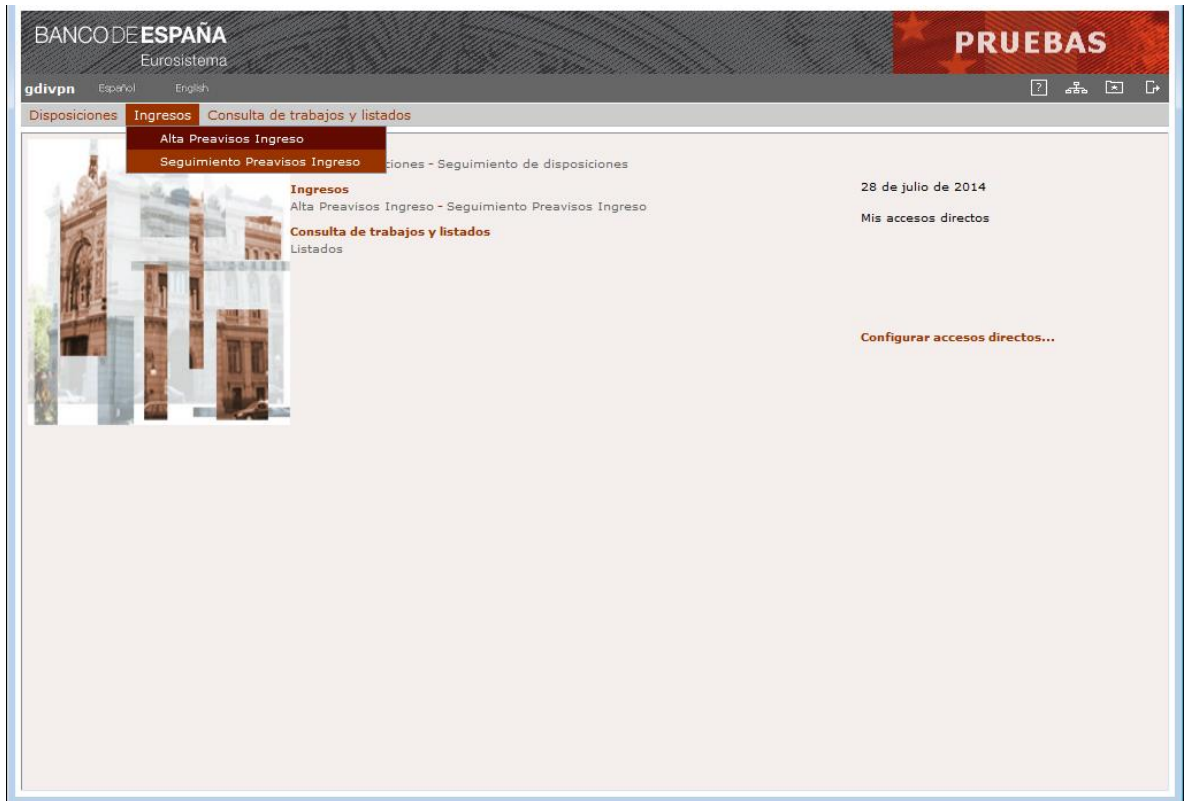 BANCO DE ESPAÑA
Eurosistema
PRUEBAS
gdivpn Español English
Disposiciones Ingresos Consulta de trabajos y listados
Alta Preavisos Ingreso
Seguimiento Preavisos Ingreso
- Seguimiento de disposiciones
Ingresos
Alta Preavisos Ingreso - Seguimiento Preavisos Ingreso
Consulta de trabajos y listados
Listados
28 de julio de 2014
Mis accesos directos
Configurar accesos directos...